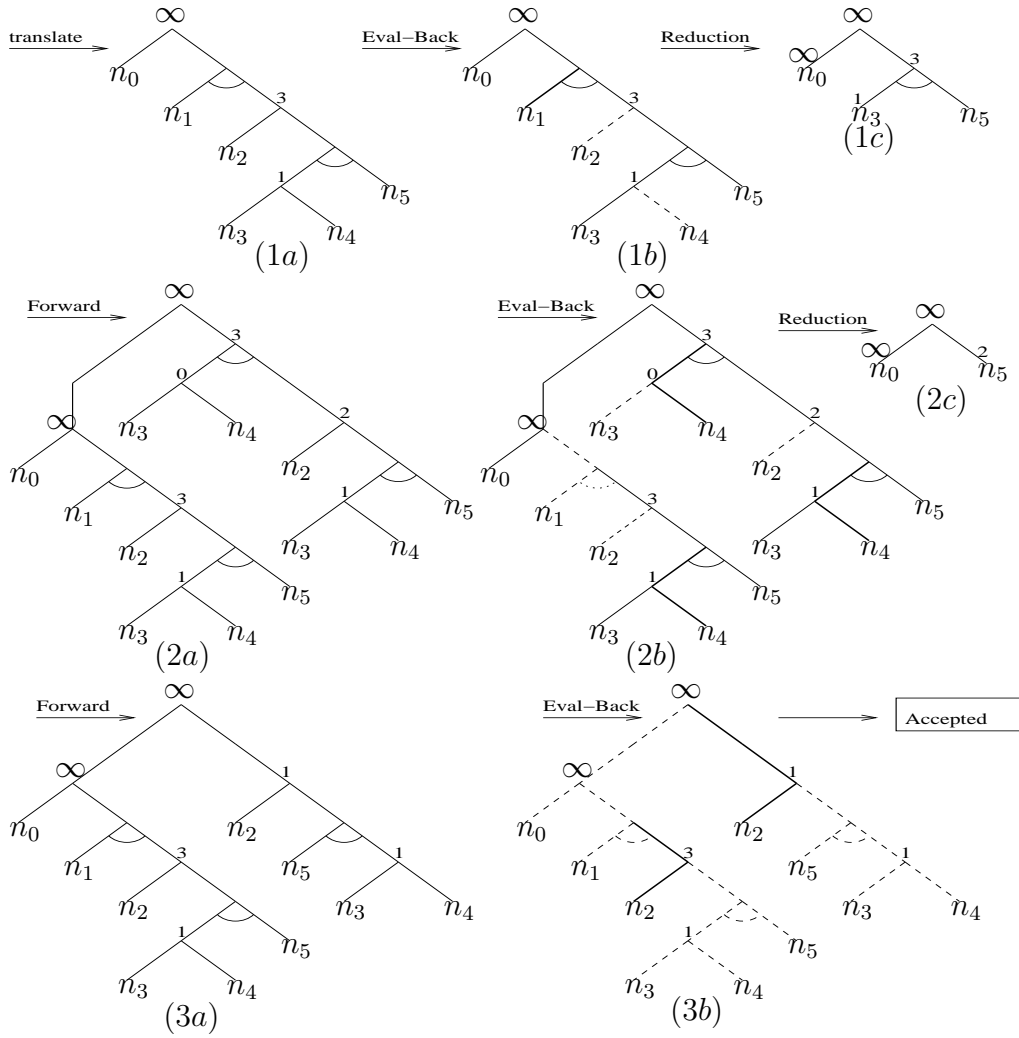 ∞ ∞ ∞
translate Eval−Back Reduction
3 ∞
n0 n0 n0
3 3 1
n1 n1 n3 n5
(1c)
n2 n2
1 n5 1 n5
n3 n4 n3 n4
(1a) (1b)
∞ ∞ ∞
Forward Eval−Back Reduction
3 3 ∞ 2
0 0 n0 n5
(2c)
∞ n3 n4 2 ∞ n3 n4 2
n0 n2 n0 n2
n1 3 1 n5 n1 3 1 n5
n2 n3 n4 n2 n3 n4
1 n5 1 n5
n3 n4 n3 n4
(2a) (2b)
∞ ∞
Forward Eval−Back Accepted
∞ 1 ∞ 1
n0 n2 n0 n2
n1 3 n5 1 n1 3 n5 1
n2 n3 n4 n2 n3 n4
1 n5 1 n5
n3 n4 n3 n4
(3a) (3b)